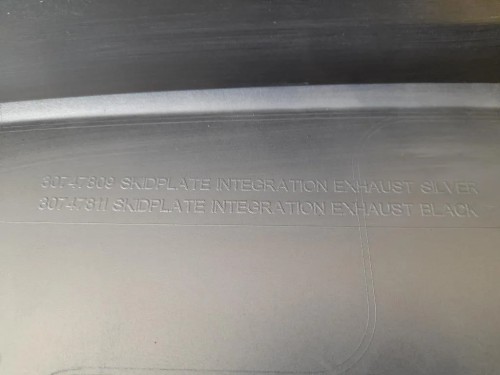 30747809 SKIDPLATE INTEGRATION EXHAUST SILVER
30747811 SKIDPLATE INTEGRATION EXHAUST BLACK